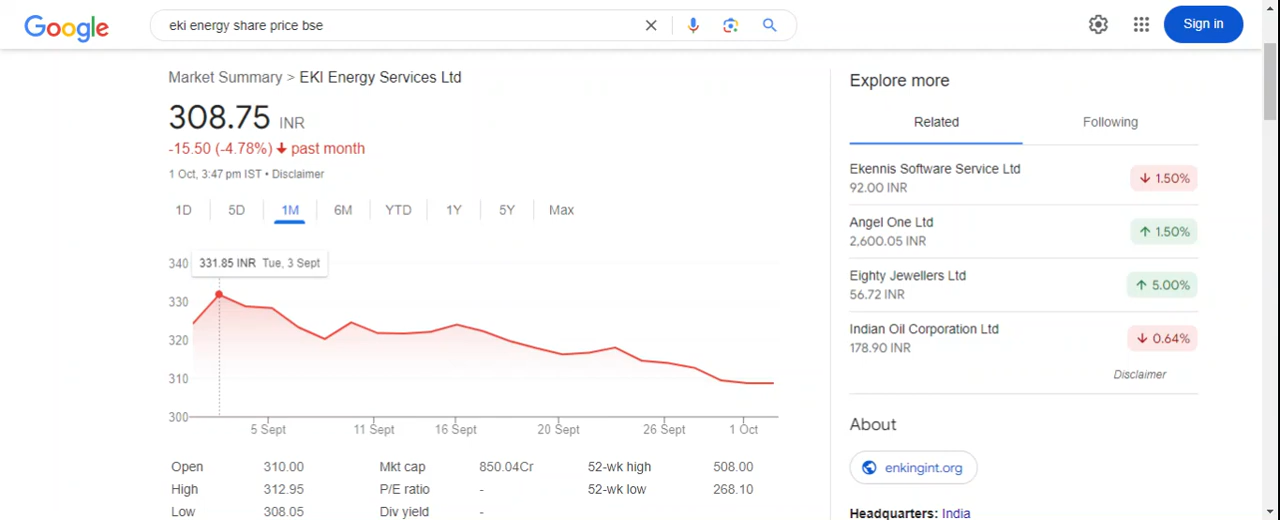 Google
eki energy share price bse
Sign in
Market Summary > EKI Energy Services Ltd
308.75 INR
-15.50 (-4.78%) ↓ past month
1 Oct, 3:47 pm IST • Disclaimer
1D 5D 1M 6M YTD 1Y 5Y Max
331.85 INR Tue, 3 Sept
340
330
320
310
300
5 Sept 11 Sept 16 Sept 20 Sept 26 Sept 1 Oct
Open 310.00 Mkt cap 850.04Cr 52-wk high 508.00
High 312.95 P/E ratio - 52-wk low 268.10
Low 308.05 Div yield -
Explore more
Related Following
Ekennis Software Service Ltd
92.00 INR
↓ 1.50%
Angel One Ltd
2,600.05 INR
↑ 1.50%
Eighty Jewellers Ltd
56.72 INR
↑ 5.00%
Indian Oil Corporation Ltd
178.90 INR
↓ 0.64%
Disclaimer
About
enkingint.org
Headquarters: India